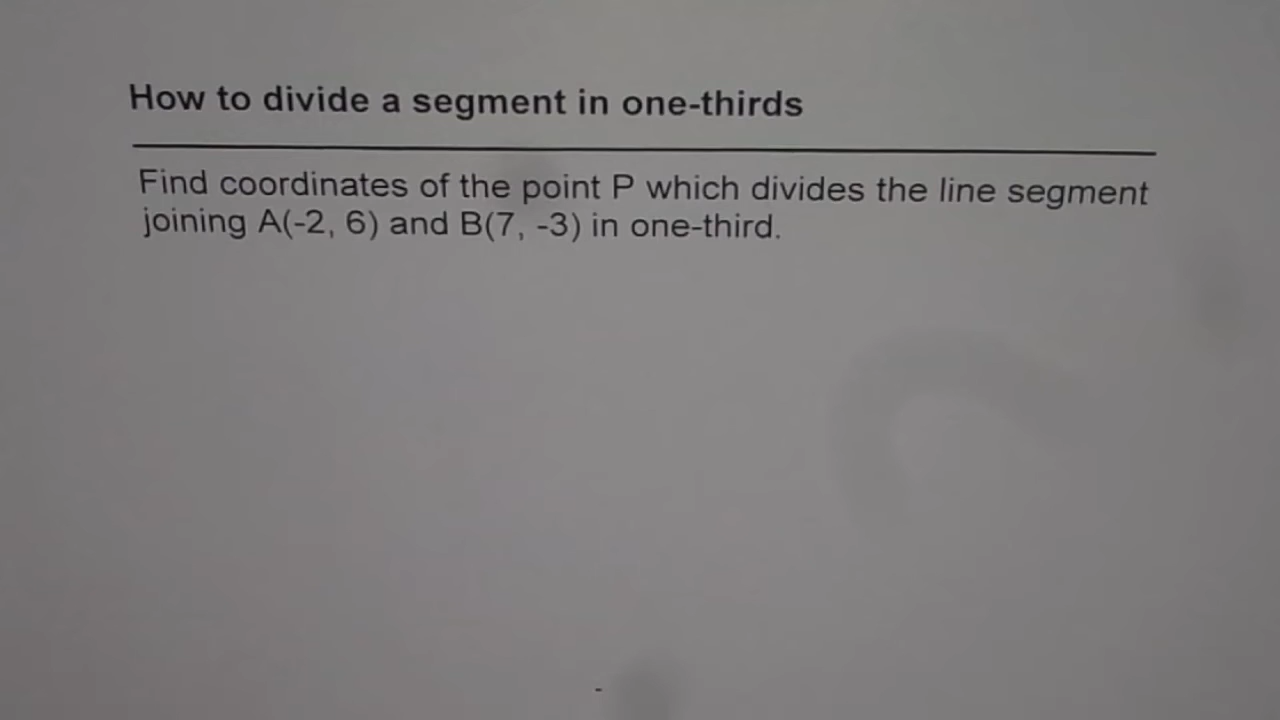 How to divide a segment in one-thirds
Find coordinates of the point P which divides the line segment
joining A(-2, 6) and B(7, -3) in one-third.